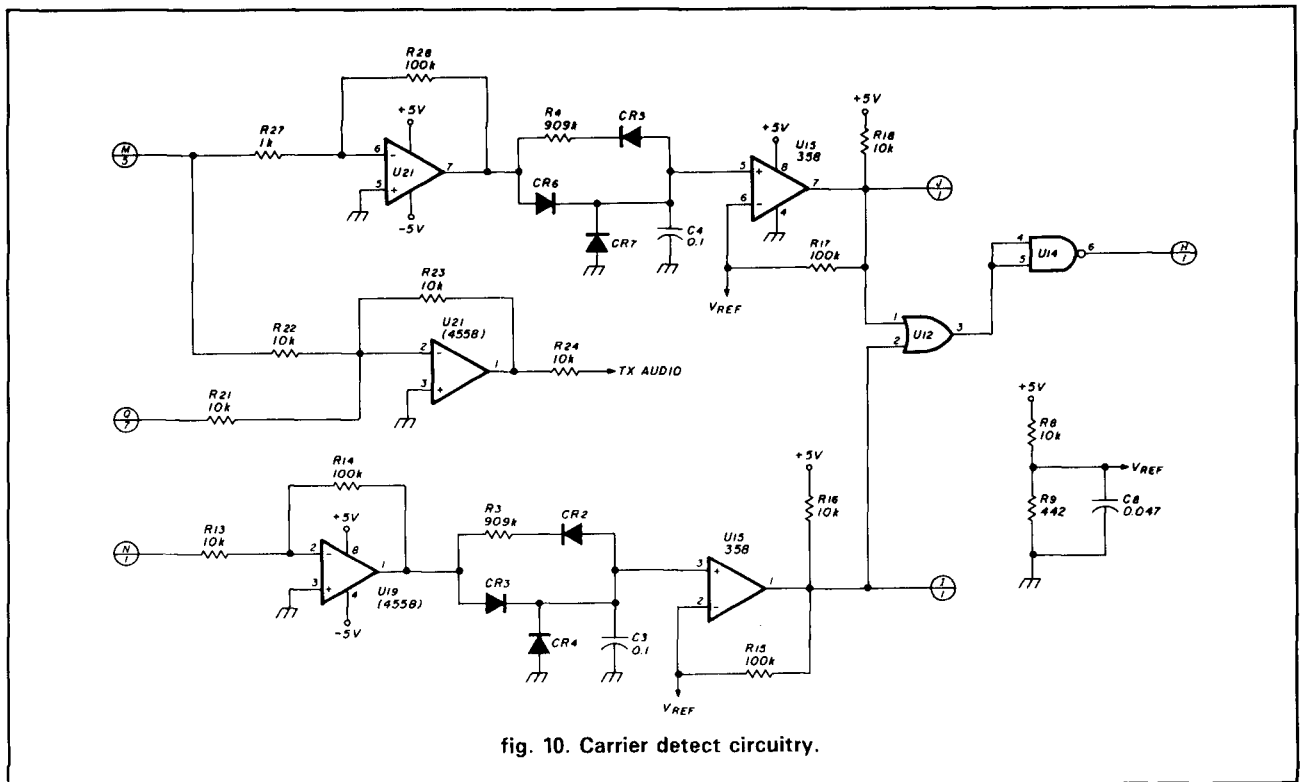 R28
100k
+5V
R27
1k
M
5
6
5
7
U21
-5V
R4
909k
CR5
CR6
CR7
C4
0.1
+5V
U15
358
8
5
6
7
4
+5V
R18
10k
J
1
R17
100k
VREF
4
5
6
U14
H
1
R23
10k
R22
10k
U21
(4558)
2
3
1
R24
10k
TX AUDIO
1
2
3
U12
Q
7
R21
10k
+5V
R8
10k
VREF
R9
442
C8
0.047
R14
100k
+5V
N
1
R13
10k
2
3
8
1
4
U19
(4558)
-5V
R3
909k
CR2
CR3
CR4
C3
0.1
U15
358
3
2
1
+5V
R16
10k
I
1
R15
100k
VREF
fig. 10. Carrier detect circuitry.